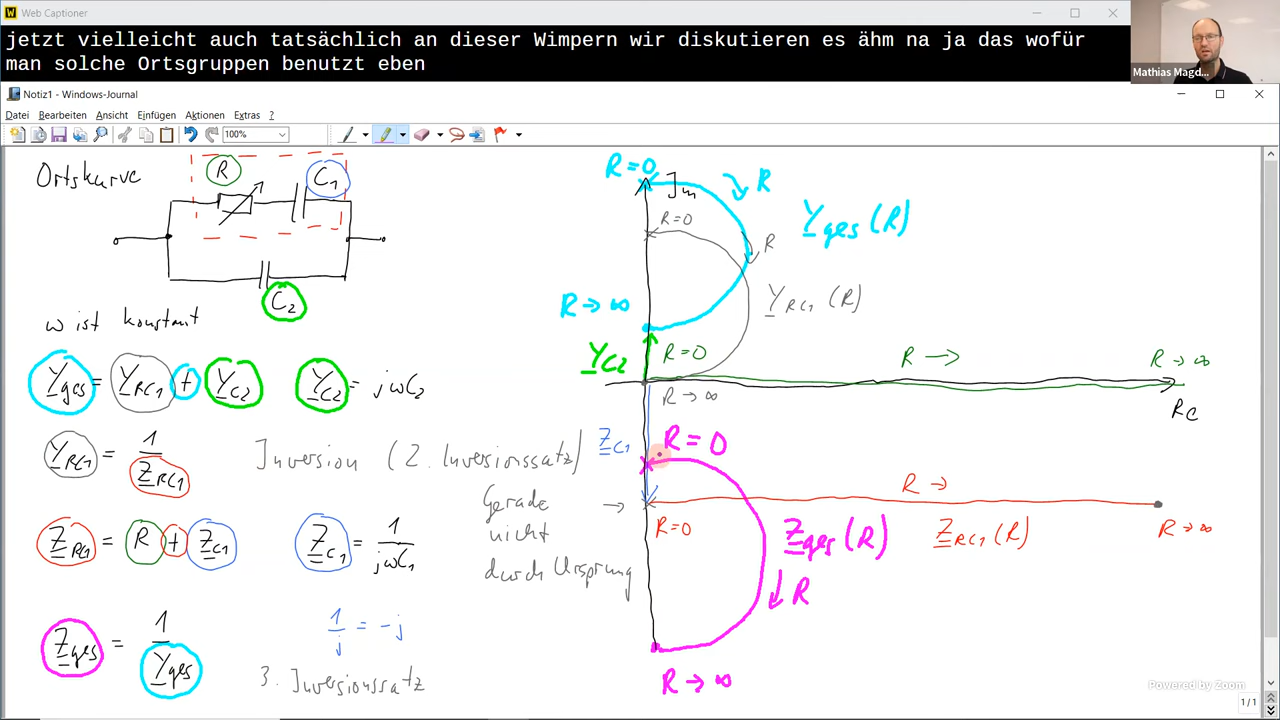 Web Captioner
jetzt vielleicht auch tatsächlich an dieser Wimpern wir diskutieren es ähm na ja das wofür
man solche Ortsgruppen benutzt eben
Mathias Magd...
Notiz1 - Windows-Journal
Datei Bearbeiten Ansicht Einfügen Aktionen Extras ?
100%
Ortskurve
R
C1
C2
ω ist konstant
Yges = YRC1 + YC2
YC2 = jωC2
YRC1 = 1/ZRC1
Inversion (2. Inversionssatz)
Gerade
nicht
durch Ursprung
ZRC1 = R + ZC1
ZC1 = 1/jωC1
1/j = -j
Zges = 1/Yges
3. Inversionssatz
R=0
Jm
R
Yges(R)
R=0
R
YRC1(R)
R→∞
YC2
R=0
R→
R→∞
R→∞
Re
ZC1
R=0
R→
R=0
Zges(R)
ZRC1(R)
R→∞
R
R→∞
Powered by Zoom
1/1